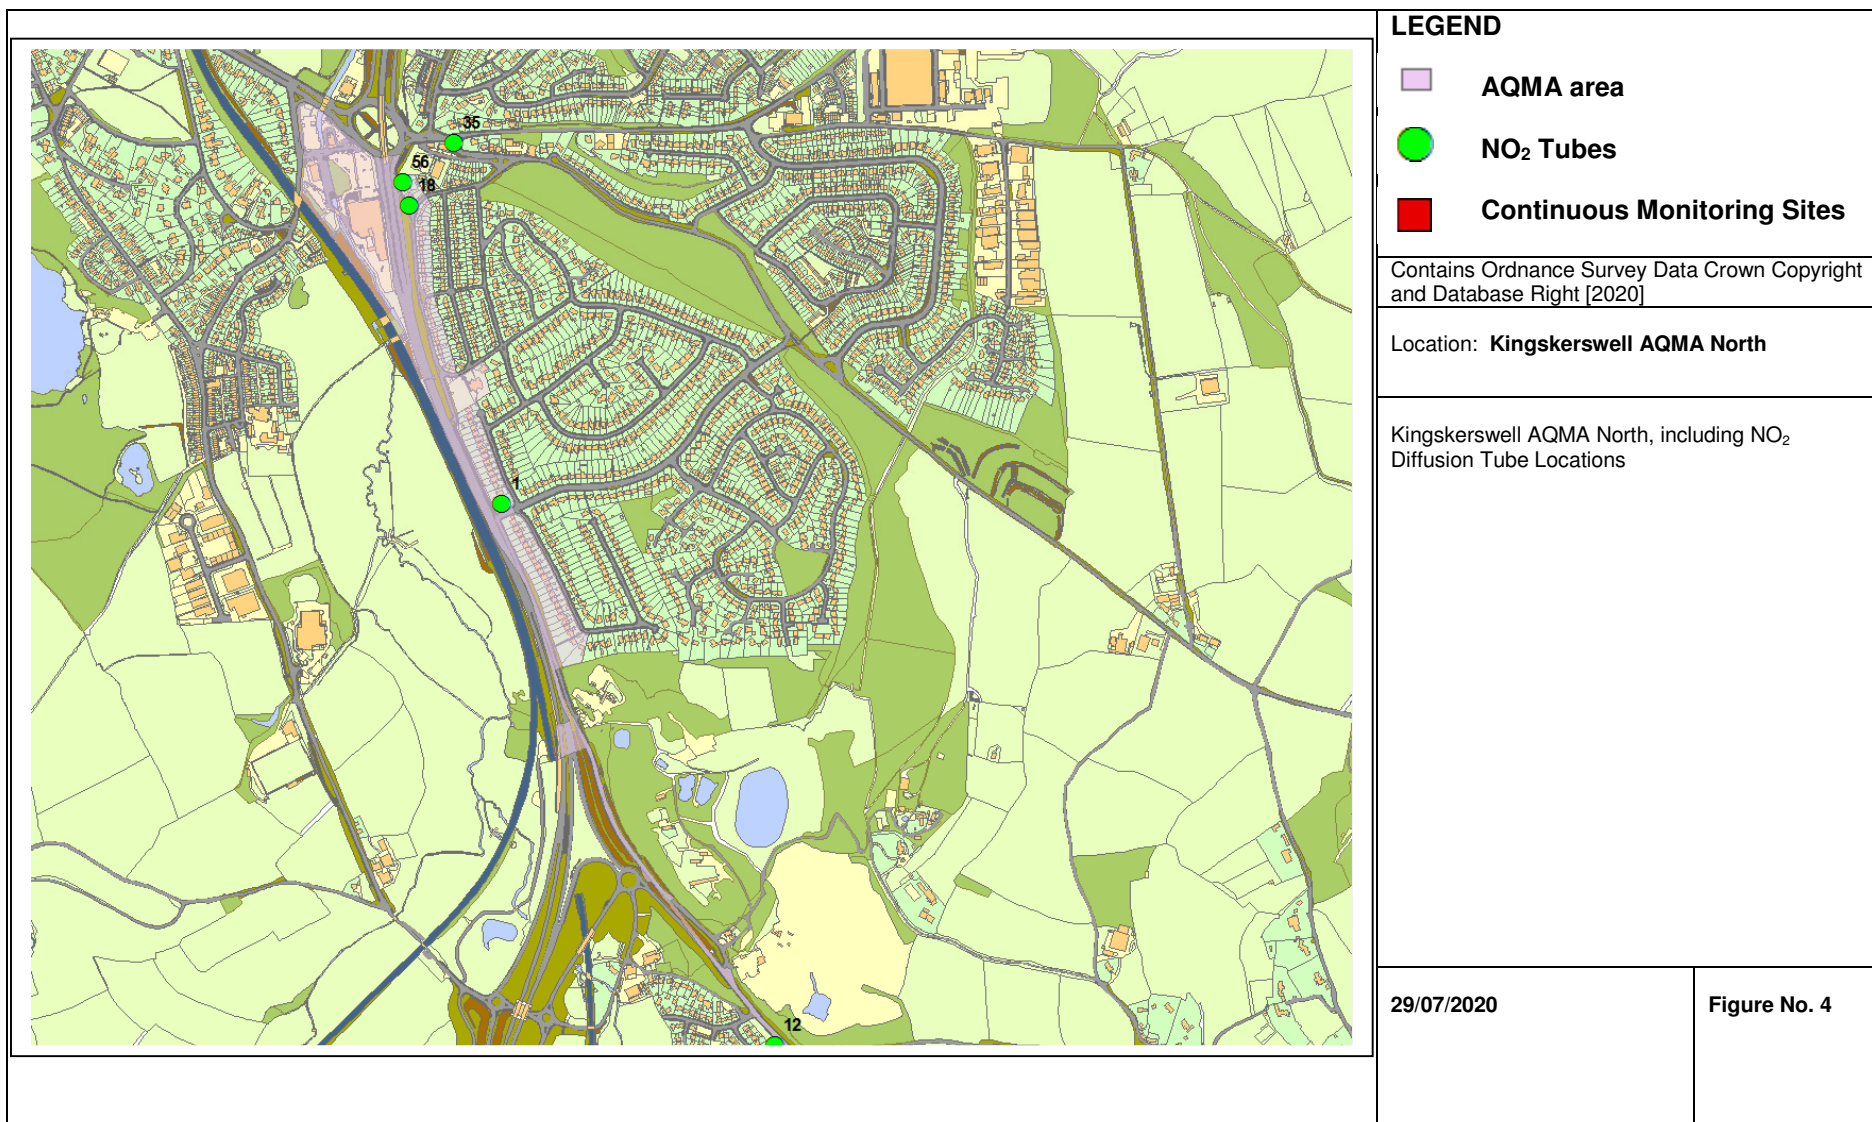 35
56
18
1
12
LEGEND
AQMA area
NO₂ Tubes
Continuous Monitoring Sites
Contains Ordnance Survey Data Crown Copyright
and Database Right [2020]
Location: Kingskerswell AQMA North
Kingskerswell AQMA North, including NO₂
Diffusion Tube Locations
29/07/2020
Figure No. 4